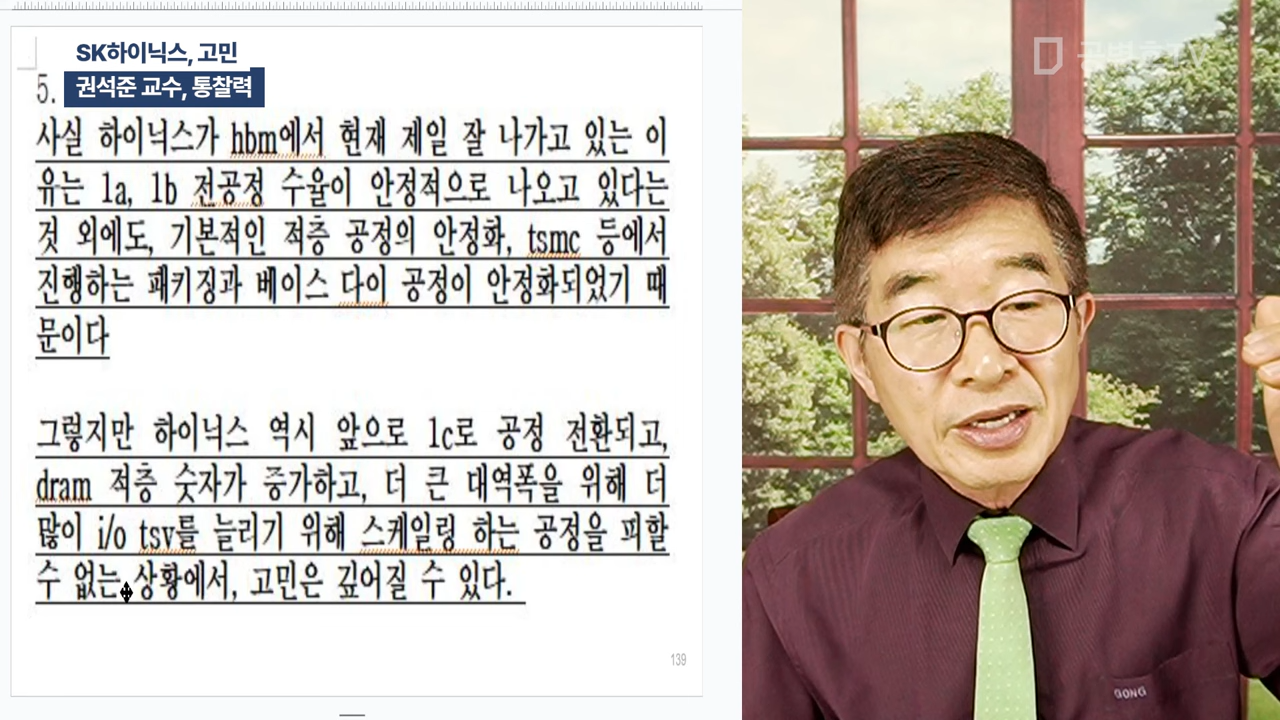 SK하이닉스, 고민
권석준 교수, 통찰력
5.
사실 하이닉스가 hbm에서 현재 제일 잘 나가고 있는 이
유는 1a, 1b 전공정 수율이 안정적으로 나오고 있다는
것 외에도, 기본적인 적층 공정의 안정화, tsmc 등에서
진행하는 패키징과 베이스 다이 공정이 안정화되었기 때
문이다
그렇지만 하이닉스 역시 앞으로 1c로 공정 전환되고,
dram 적층 숫자가 증가하고, 더 큰 대역폭을 위해 더
많이 i/o tsv를 늘리기 위해 스케일링 하는 공정을 피할
수 없는 상황에서, 고민은 깊어질 수 있다.
139
공병호TV
GONG